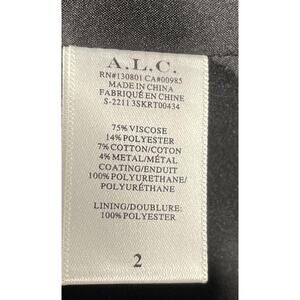 A.L.C.
RN#130801 CA#00985
MADE IN CHINA
FABRIQUÉ EN CHINE
S-2211 3SKRT00434
75% VISCOSE
14% POLYESTER
7% COTTON/COTON
4% METAL/MÉTAL
COATING/ENDUIT
100% POLYURETHANE/
POLYURÉTHANE
LINING/DOUBLURE:
100% POLYESTER
2